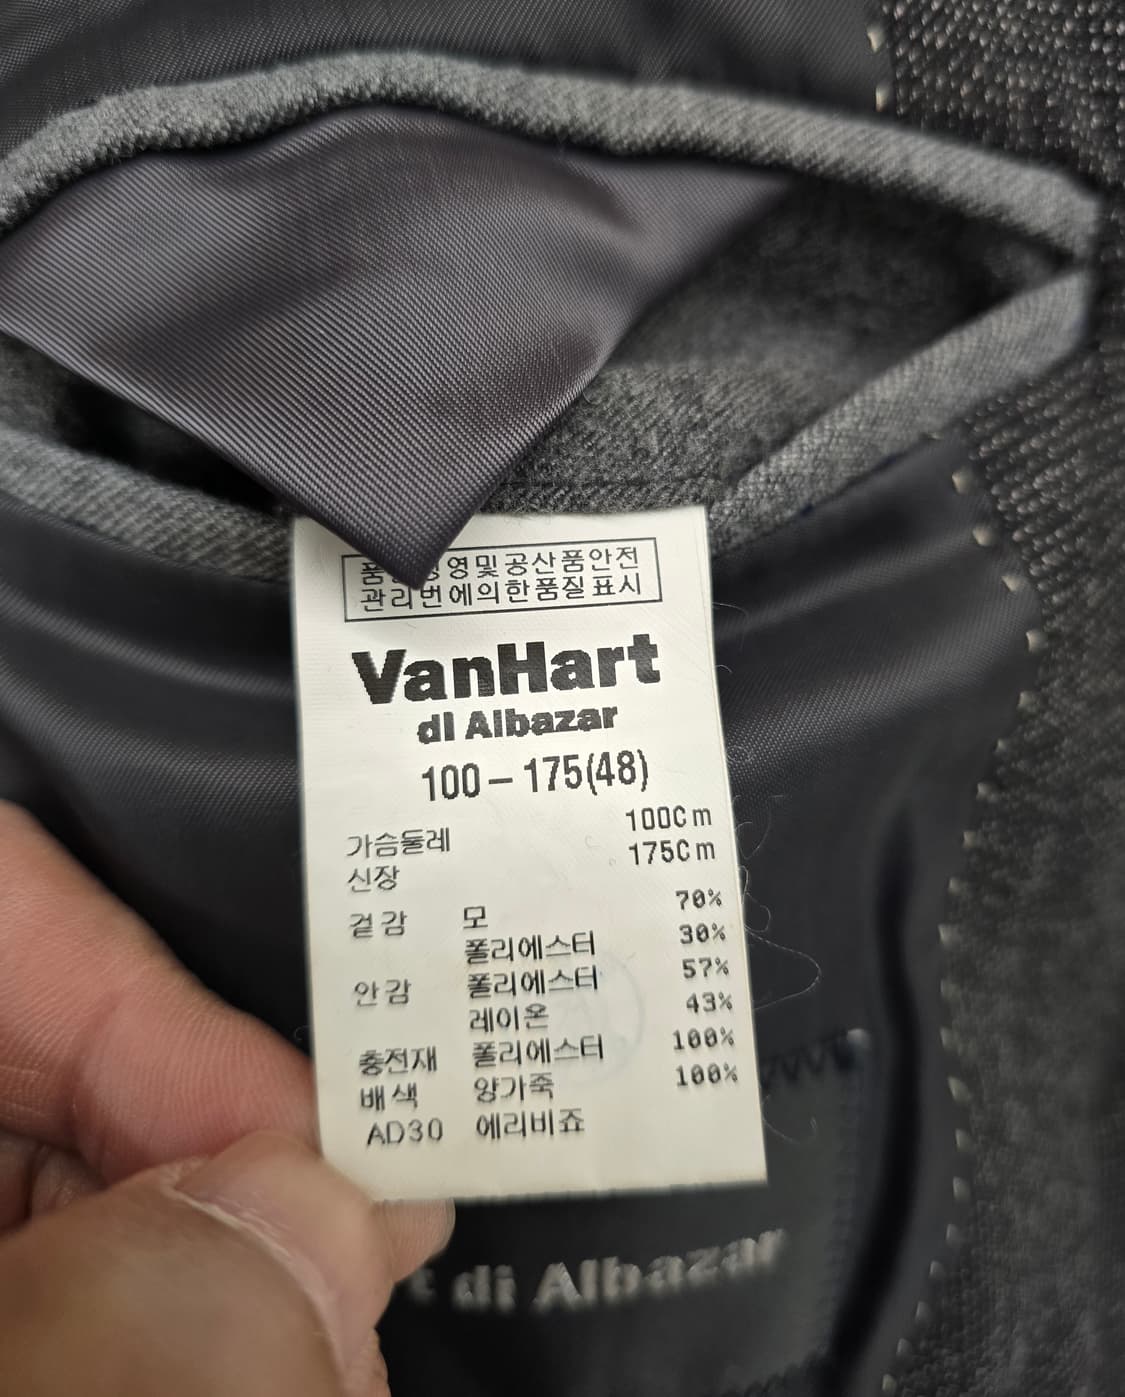 품 영및공산품안전
관리번에의한품질표시
VanHart
dI Albazar
100 – 175(48)
가슴둘레 100Cm
신장 175Cm
겉감 모 70%
폴리에스터 30%
안감 폴리에스터 57%
레이온 43%
충전재 폴리에스터 100%
배색 양가죽 100%
AD30 에리비죠
t di Albazar